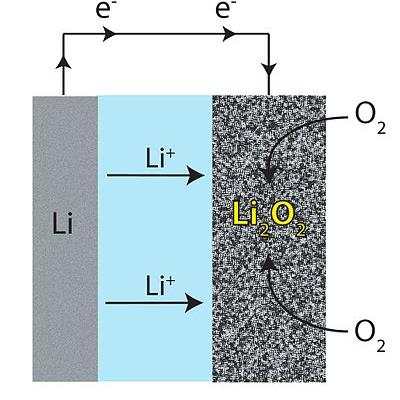 e⁻ e⁻
O₂
Li⁺
Li Li₂O₂
Li⁺
O₂